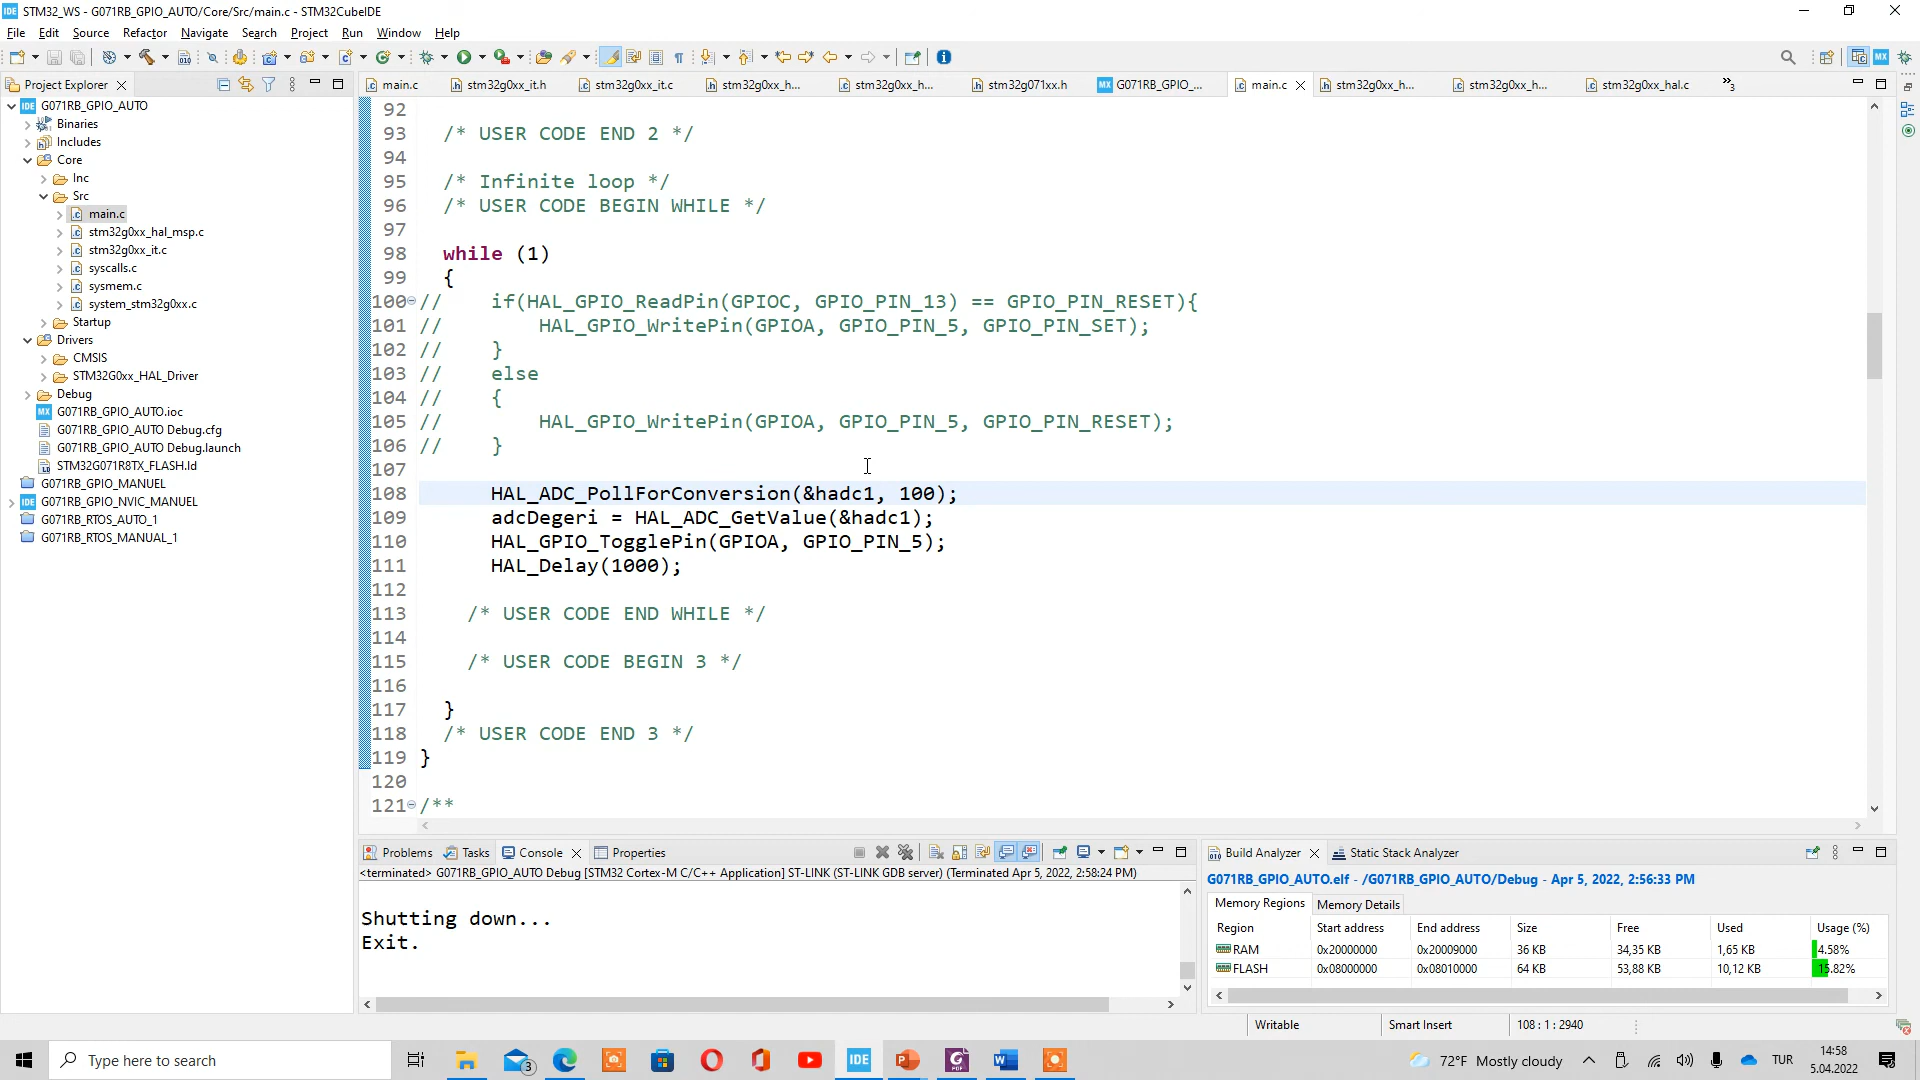 IDE STM32_WS - G071RB_GPIO_AUTO/Core/Src/main.c - STM32CubeIDE
File Edit Source Refactor Navigate Search Project Run Window Help
Project Explorer
main.c stm32g0xx_it.h stm32g0xx_it.c stm32g0xx_h... stm32g0xx_h... stm32g071xx.h MX G071RB_GPIO_... main.c stm32g0xx_h... stm32g0xx_h... stm32g0xx_hal.c »3
IDE G071RB_GPIO_AUTO
Binaries
Includes
Core
Inc
Src
main.c
stm32g0xx_hal_msp.c
stm32g0xx_it.c
syscalls.c
sysmem.c
system_stm32g0xx.c
Startup
Drivers
CMSIS
STM32G0xx_HAL_Driver
Debug
MX G071RB_GPIO_AUTO.ioc
G071RB_GPIO_AUTO Debug.cfg
G071RB_GPIO_AUTO Debug.launch
STM32G071R8TX_FLASH.ld
G071RB_GPIO_MANUEL
IDE G071RB_GPIO_NVIC_MANUEL
G071RB_RTOS_AUTO_1
G071RB_RTOS_MANUAL_1
92
93 /* USER CODE END 2 */
94
95 /* Infinite loop */
96 /* USER CODE BEGIN WHILE */
97
98 while (1)
99 {
100 // if(HAL_GPIO_ReadPin(GPIOC, GPIO_PIN_13) == GPIO_PIN_RESET){
101 // HAL_GPIO_WritePin(GPIOA, GPIO_PIN_5, GPIO_PIN_SET);
102 // }
103 // else
104 // {
105 // HAL_GPIO_WritePin(GPIOA, GPIO_PIN_5, GPIO_PIN_RESET);
106 // }
107
108 HAL_ADC_PollForConversion(&hadc1, 100);
109 adcDegeri = HAL_ADC_GetValue(&hadc1);
110 HAL_GPIO_TogglePin(GPIOA, GPIO_PIN_5);
111 HAL_Delay(1000);
112
113 /* USER CODE END WHILE */
114
115 /* USER CODE BEGIN 3 */
116
117 }
118 /* USER CODE END 3 */
119 }
120
121 /**
Problems Tasks Console Properties
<terminated> G071RB_GPIO_AUTO Debug [STM32 Cortex-M C/C++ Application] ST-LINK (ST-LINK GDB server) (Terminated Apr 5, 2022, 2:58:24 PM)
Shutting down...
Exit.
Build Analyzer Static Stack Analyzer
G071RB_GPIO_AUTO.elf - /G071RB_GPIO_AUTO/Debug - Apr 5, 2022, 2:56:33 PM
Memory Regions Memory Details
Region Start address End address Size Free Used Usage (%)
RAM 0x20000000 0x20009000 36 KB 34,35 KB 1,65 KB 4.58%
FLASH 0x08000000 0x08010000 64 KB 53,88 KB 10,12 KB 15.82%
Writable Smart Insert 108 : 1 : 2940
Type here to search
3
IDE
72°F Mostly cloudy
TUR
14:58
5.04.2022